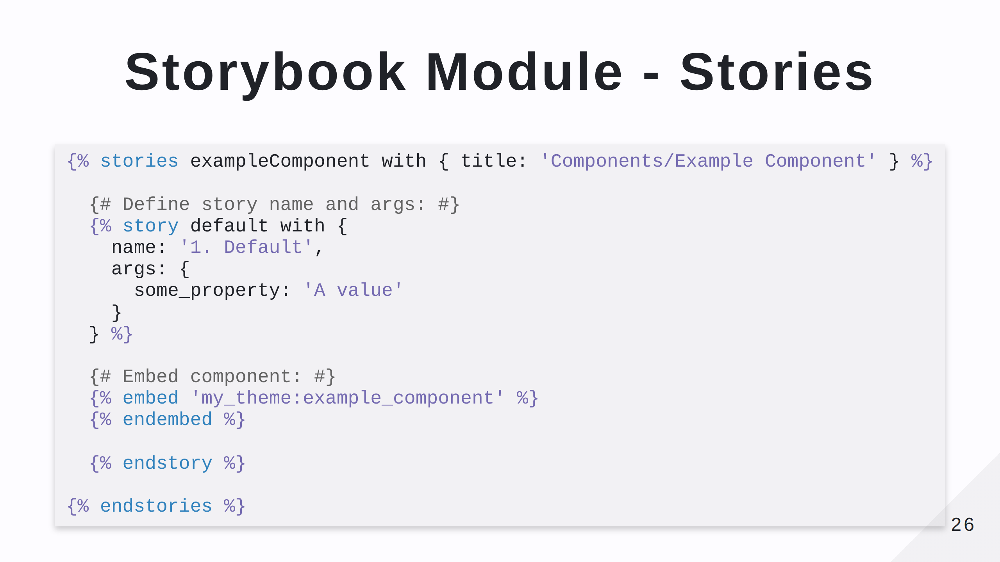 Storybook Module - Stories
{% stories exampleComponent with { title: 'Components/Example Component' } %}
  {# Define story name and args: #}
  {% story default with {
    name: '1. Default',
    args: {
      some_property: 'A value'
    }
  } %}
  {# Embed component: #}
  {% embed 'my_theme:example_component' %}
  {% endembed %}
  {% endstory %}
{% endstories %}
26